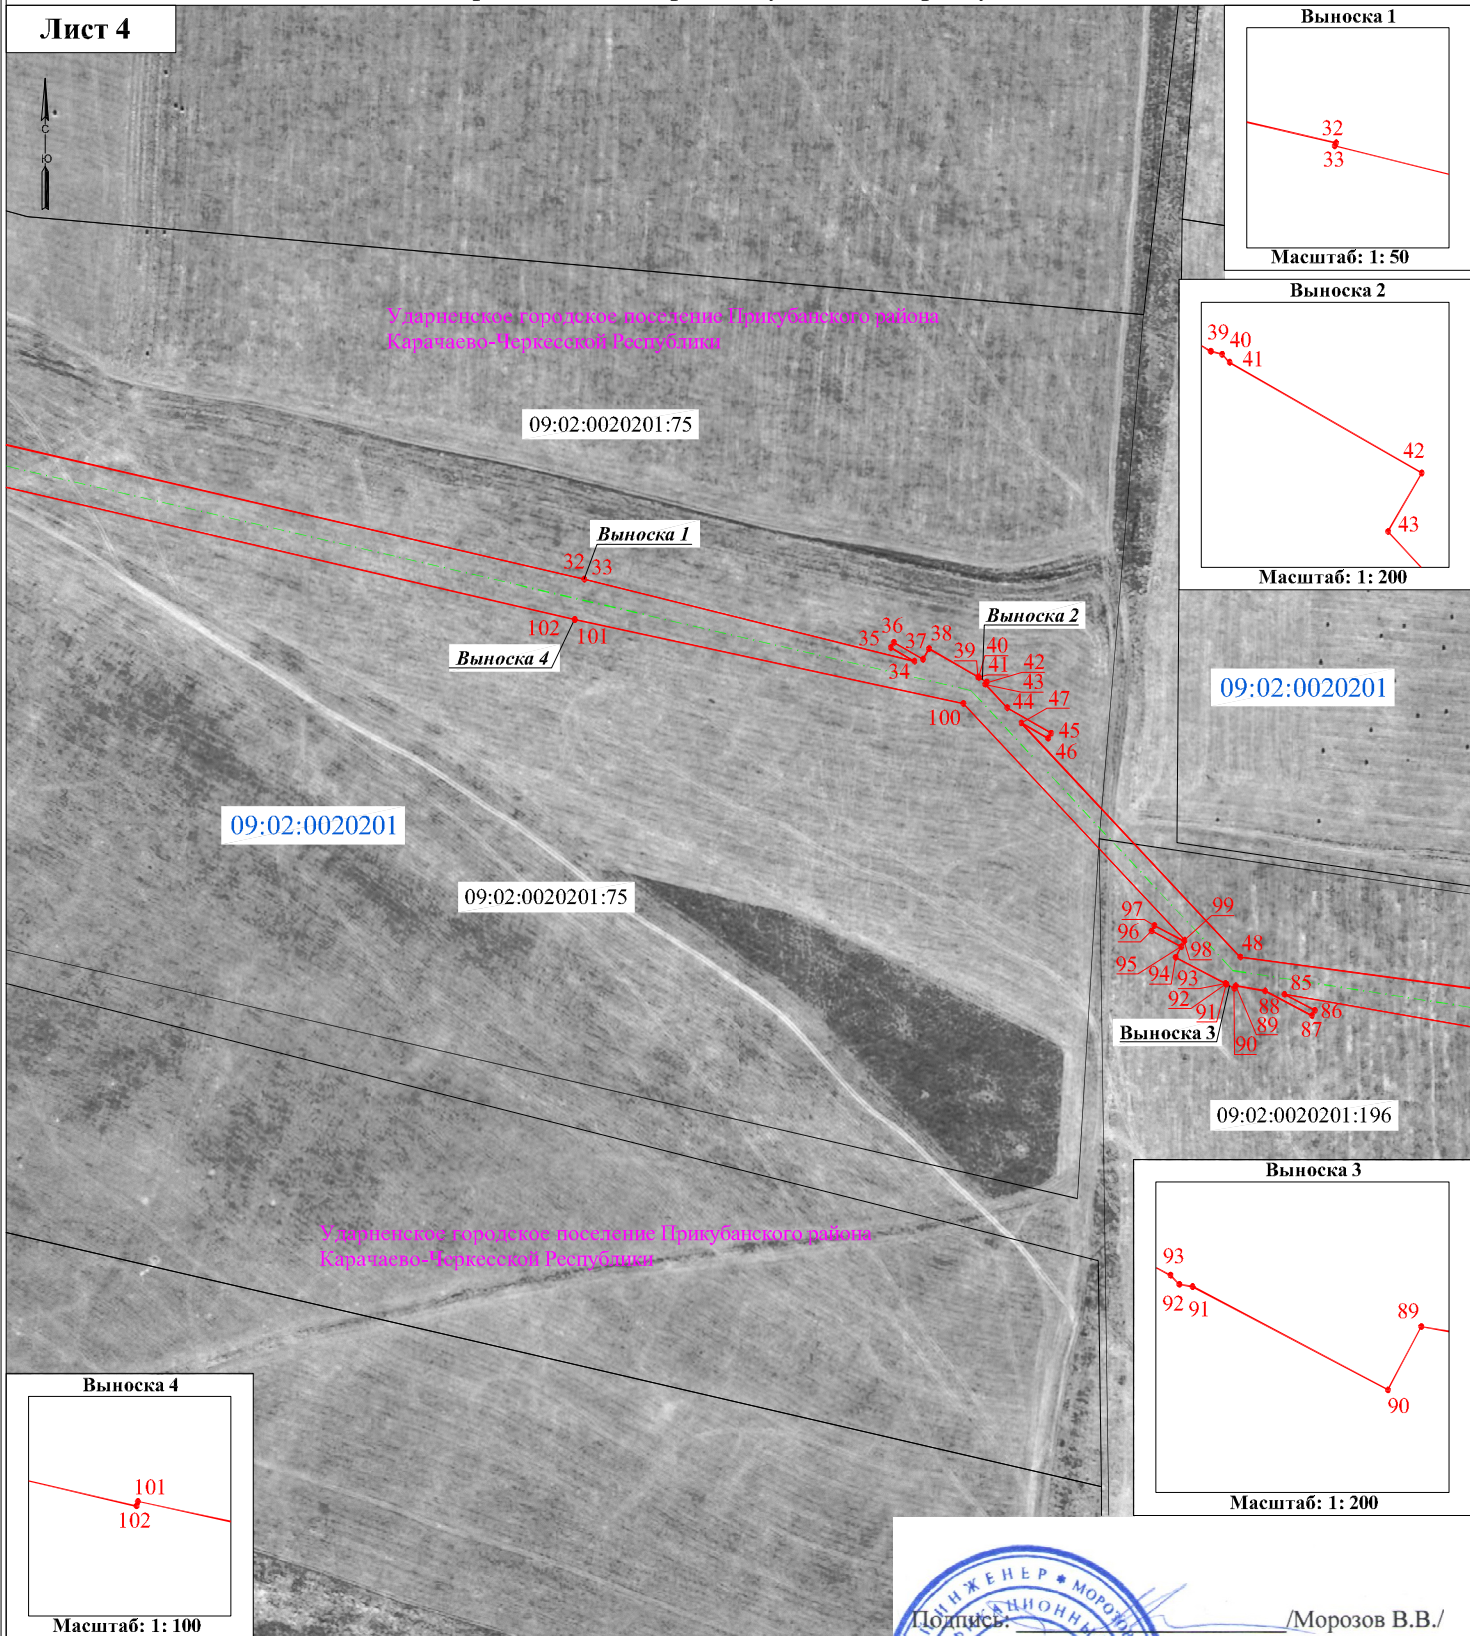 Лист 4
С
Ю
Выноска 1
32
33
Масштаб: 1: 50
Выноска 2
39
40
41
42
43
Масштаб: 1: 200
Ударненское городское поселение Прикубанского района
Карачаево-Черкесской Республики
09:02:0020201:75
Выноска 1
32
33
102
101
Выноска 4
36
35
37
38
34
Выноска 2
39
40
41
42
43
44
47
45
46
100
09:02:0020201
09:02:0020201
09:02:0020201:75
97
96
95
94
93
92
91
99
98
48
85
88
86
87
89
90
Выноска 3
09:02:0020201:196
Выноска 3
93
92
91
89
90
Масштаб: 1: 200
Ударненское городское поселение Прикубанского района
Карачаево-Черкесской Республики
Выноска 4
101
102
Масштаб: 1: 100
ИНЖЕНЕР * МОРОЗОВ
Подпись: /Морозов В.В./